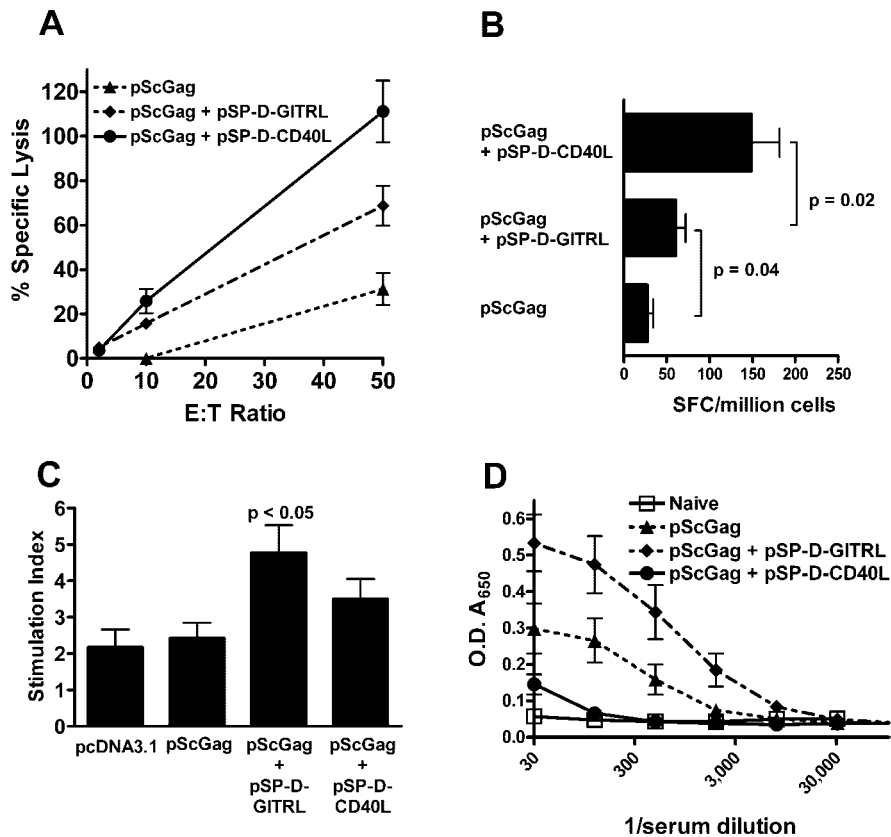 A
pScGag
pScGag + pSP-D-GITRL
pScGag + pSP-D-CD40L
120
100
80
60
40
20
0
% Specific Lysis
0
10
20
30
40
50
E:T Ratio
B
pScGag
+ pSP-D-CD40L
pScGag
+ pSP-D-GITRL
pScGag
p = 0.02
p = 0.04
0
50
100
150
200
250
SFC/million cells
C
6
5
4
3
2
1
0
Stimulation Index
p < 0.05
pcDNA3.1
pScGag
pScGag
+
pSP-D-
GITRL
pScGag
+
pSP-D-
CD40L
D
Naive
pScGag
pScGag + pSP-D-GITRL
pScGag + pSP-D-CD40L
0.6
0.5
0.4
0.3
0.2
0.1
0.0
O.D. A650
30
300
3,000
30,000
1/serum dilution